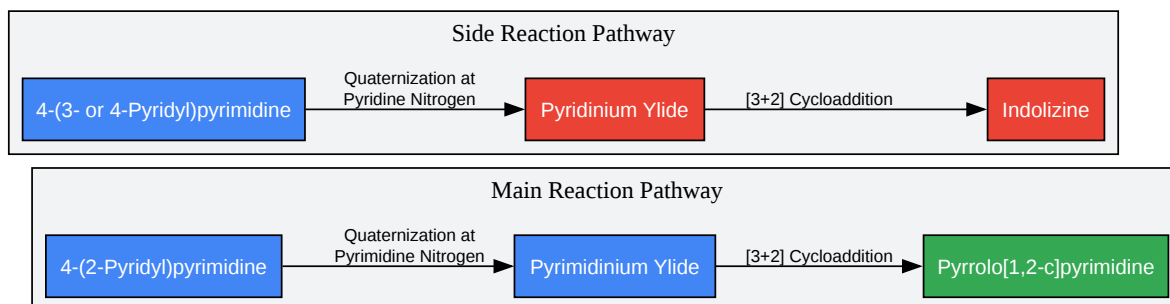 Side Reaction Pathway
4-(3- or 4-Pyridyl)pyrimidine
Quaternization at
Pyridine Nitrogen
Pyridinium Ylide
[3+2] Cycloaddition
Indolizine
Main Reaction Pathway
4-(2-Pyridyl)pyrimidine
Quaternization at
Pyrimidine Nitrogen
Pyrimidinium Ylide
[3+2] Cycloaddition
Pyrrolo[1,2-c]pyrimidine